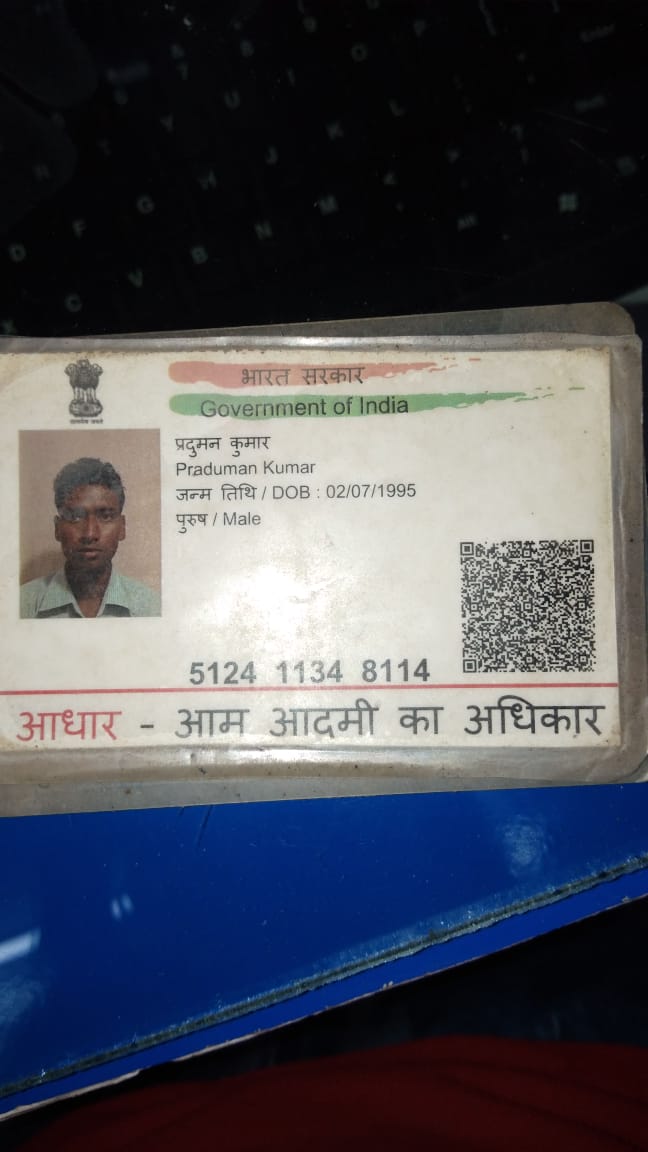 भारत सरकार
Government of India
प्रदुमन कुमार
Praduman Kumar
जन्म तिथि / DOB : 02/07/1995
पुरुष / Male
5124 1134 8114
आधार - आम आदमी का अधिकार